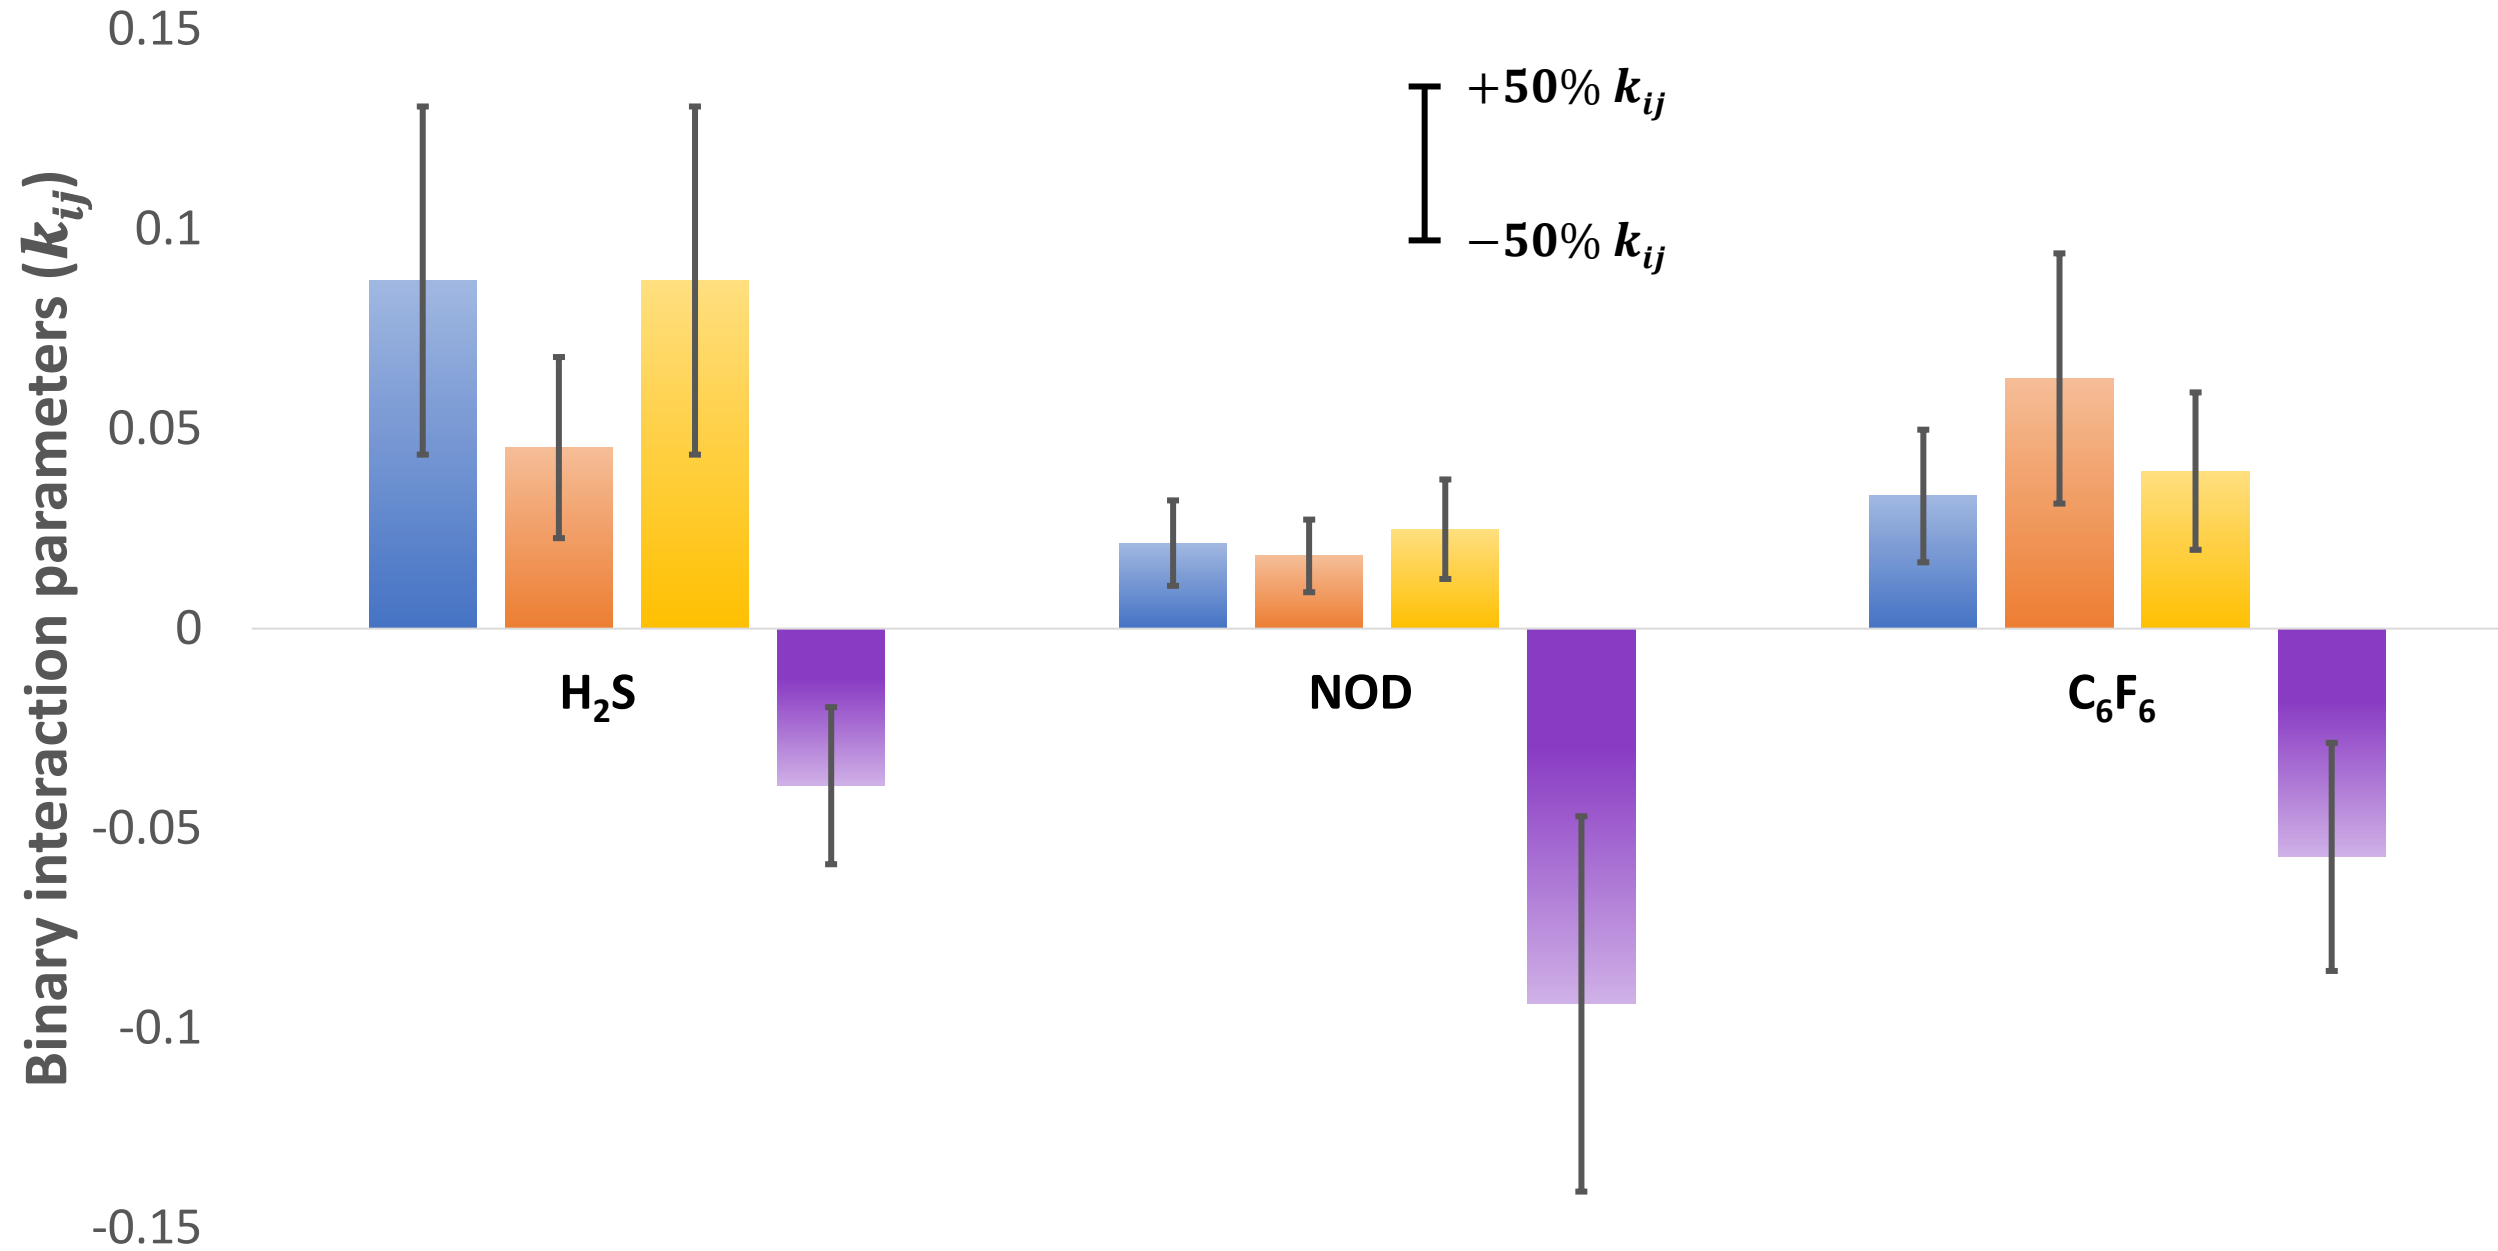 Binary interaction parameters (kij)
0.15
0.1
0.05
0
-0.05
-0.1
-0.15
+50% kij
−50% kij
H2S
NOD
C6F6